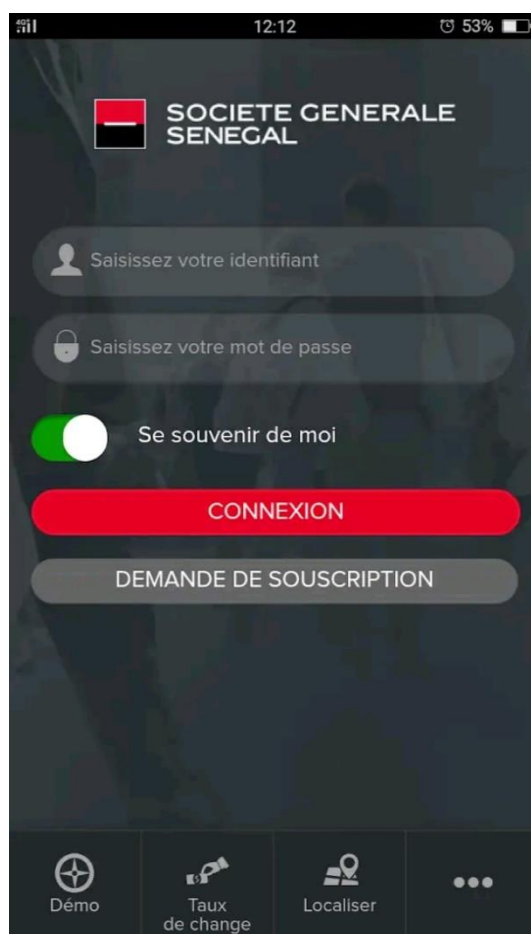 4G 12:12 53%
SOCIETE GENERALE
SENEGAL
Saisissez votre identifiant
Saisissez votre mot de passe
Se souvenir de moi
CONNEXION
DEMANDE DE SOUSCRIPTION
Démo
Taux
de change
Localiser